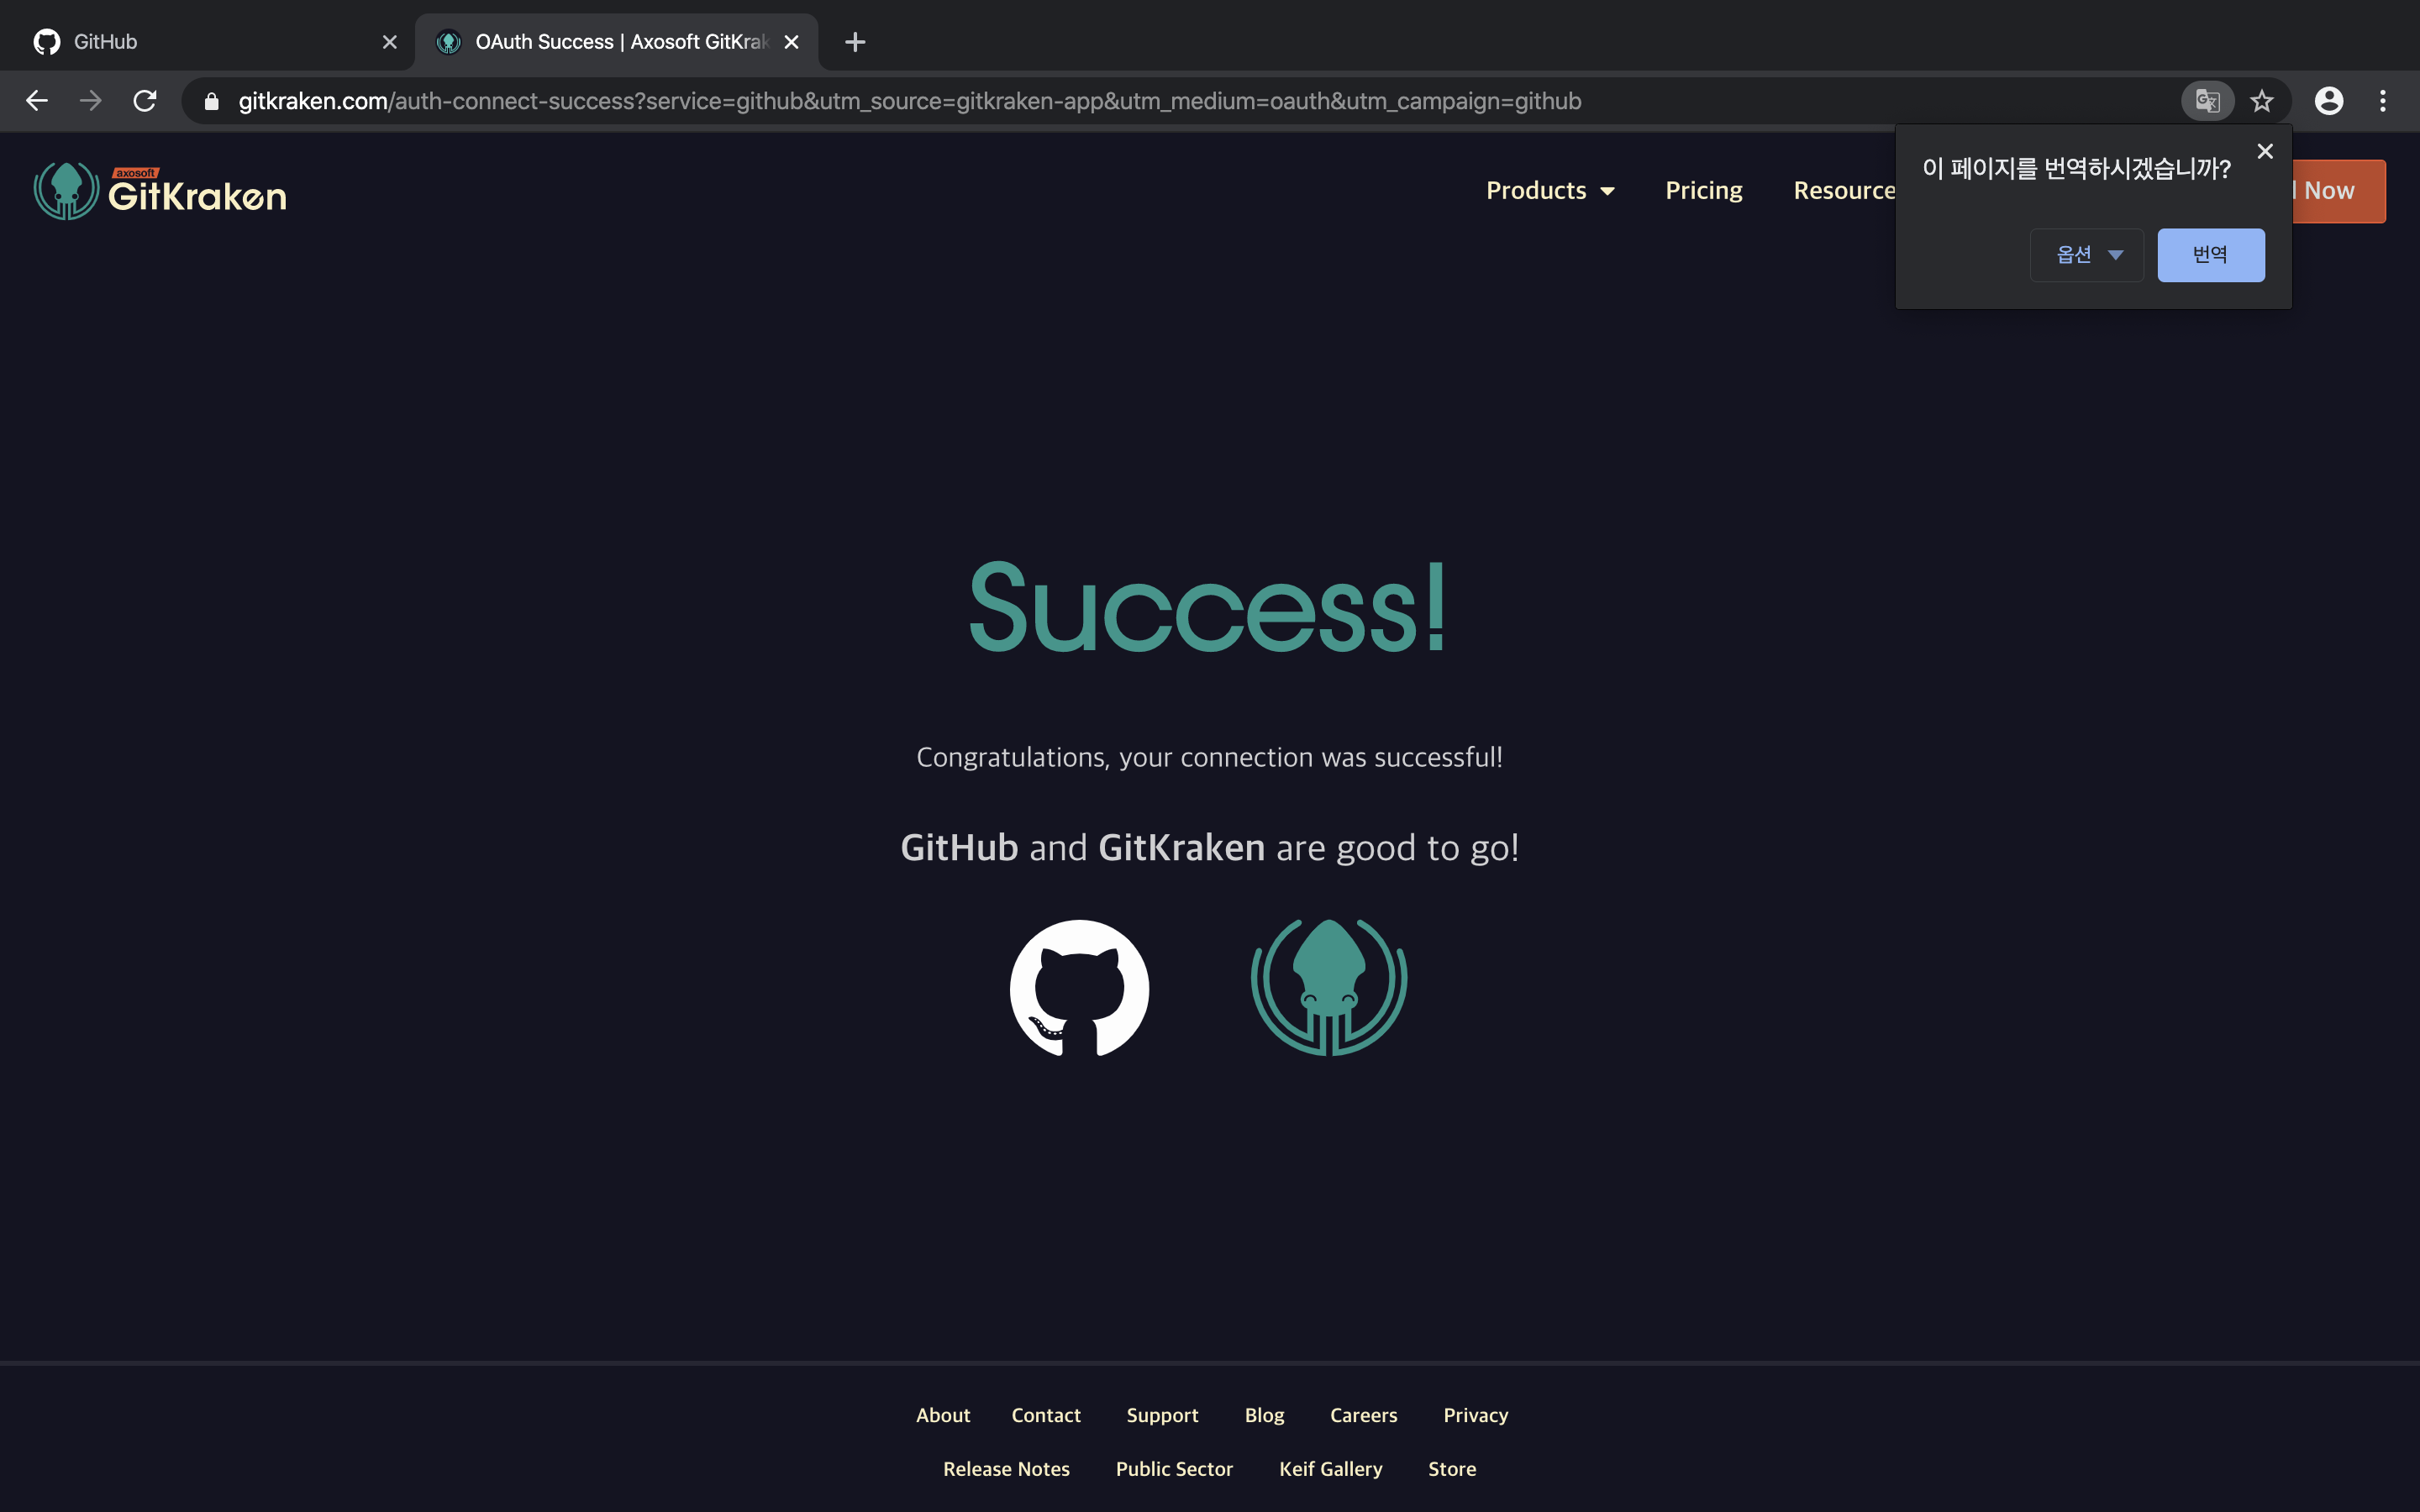 GitHub
OAuth Success | Axosoft GitKrak
gitkraken.com/auth-connect-success?service=github&utm_source=gitkraken-app&utm_medium=oauth&utm_campaign=github
이 페이지를 번역하시겠습니까?
옵션
번역
axosoft
GitKraken
Products
Pricing
Resource
Now
Success!
Congratulations, your connection was successful!
GitHub and GitKraken are good to go!
About Contact Support Blog Careers Privacy
Release Notes Public Sector Keif Gallery Store